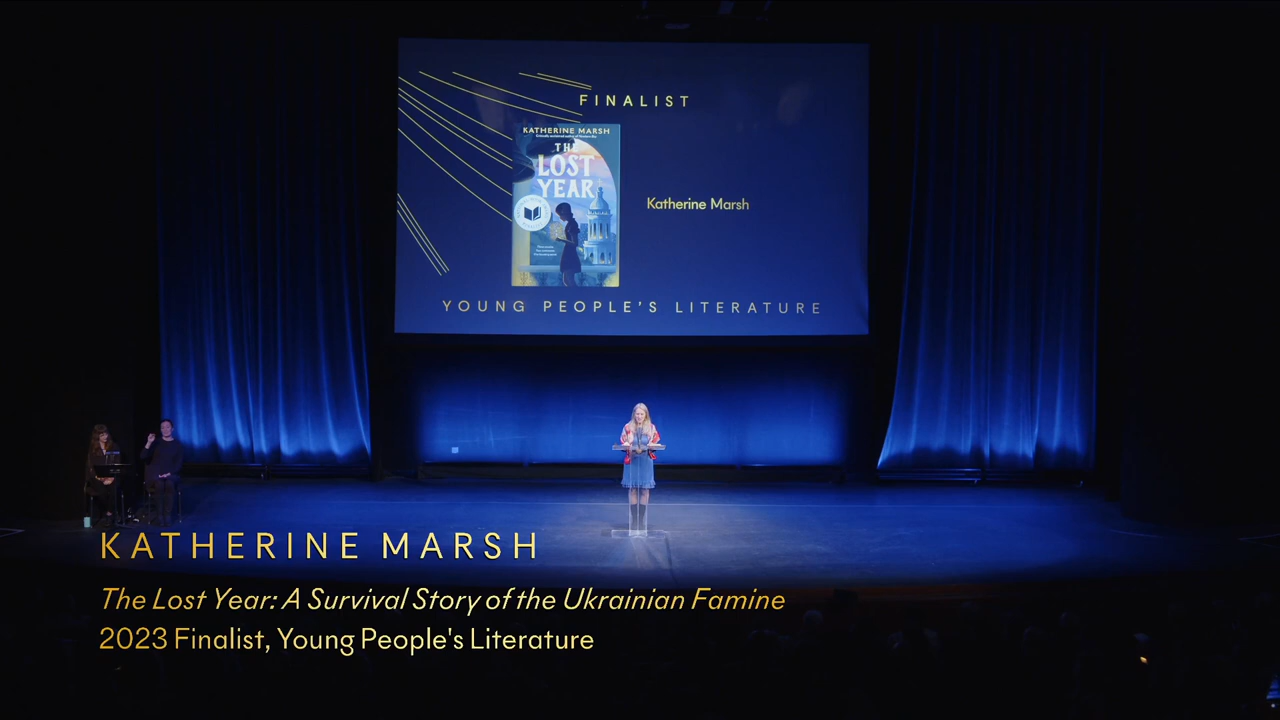 FINALIST
KATHERINE MARSH
THE
LOST
YEAR
Katherine Marsh
YOUNG PEOPLE'S LITERATURE
KATHERINE MARSH
The Lost Year: A Survival Story of the Ukrainian Famine
2023 Finalist, Young People's Literature